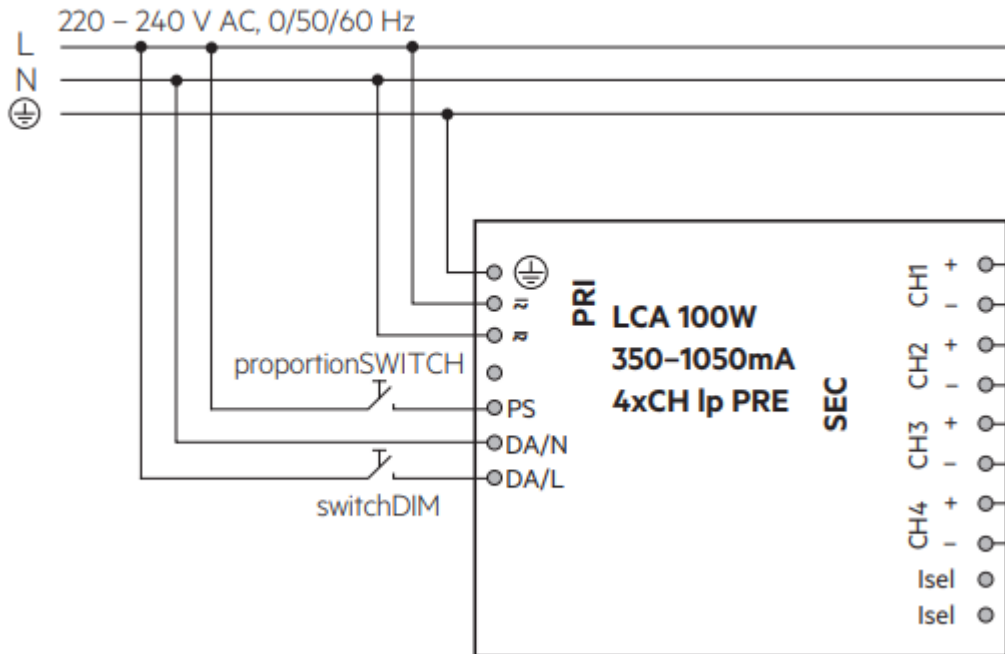 220 – 240 V AC, 0/50/60 Hz
L
N
PRI
LCA 100W
350–1050mA
4xCH lp PRE
SEC
proportionSWITCH
PS
DA/N
DA/L
switchDIM
CH1
+
–
CH2
+
–
CH3
+
–
CH4
+
–
Isel
Isel